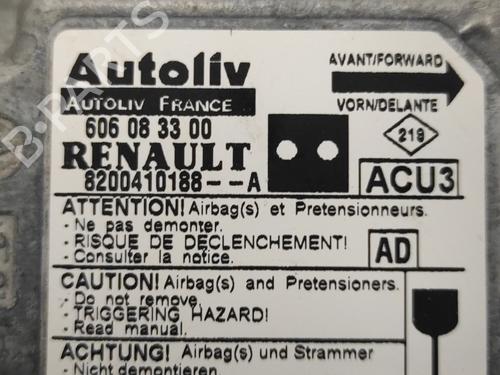 Autoliv
AUTOLIV FRANCE
606 08 33 00
RENAULT
8200410188--A
AVANT/FORWARD
VORN/DELANTE
219
ACU3
ATTENTION! Airbag(s) et Pretensionneurs.
- Ne pas demonter.
- RISQUE DE DECLENCHEMENT!
- Consulter la notice.
AD
CAUTION! Airbag(s) and Pretensioners.
- Do not remove.
- TRIGGERING HAZARD!
- Read manual.
ACHTUNG! Airbag(s) und Strammer
- Nicht demontieren.
B-PARTS